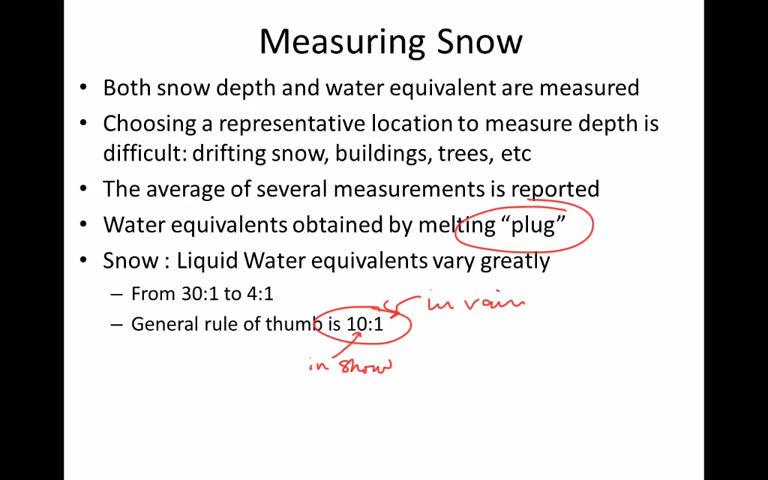 Measuring Snow
• Both snow depth and water equivalent are measured
• Choosing a representative location to measure depth is
difficult: drifting snow, buildings, trees, etc
• The average of several measurements is reported
• Water equivalents obtained by melting “plug”
• Snow : Liquid Water equivalents vary greatly
– From 30:1 to 4:1
in rain
– General rule of thumb is 10:1
in snow